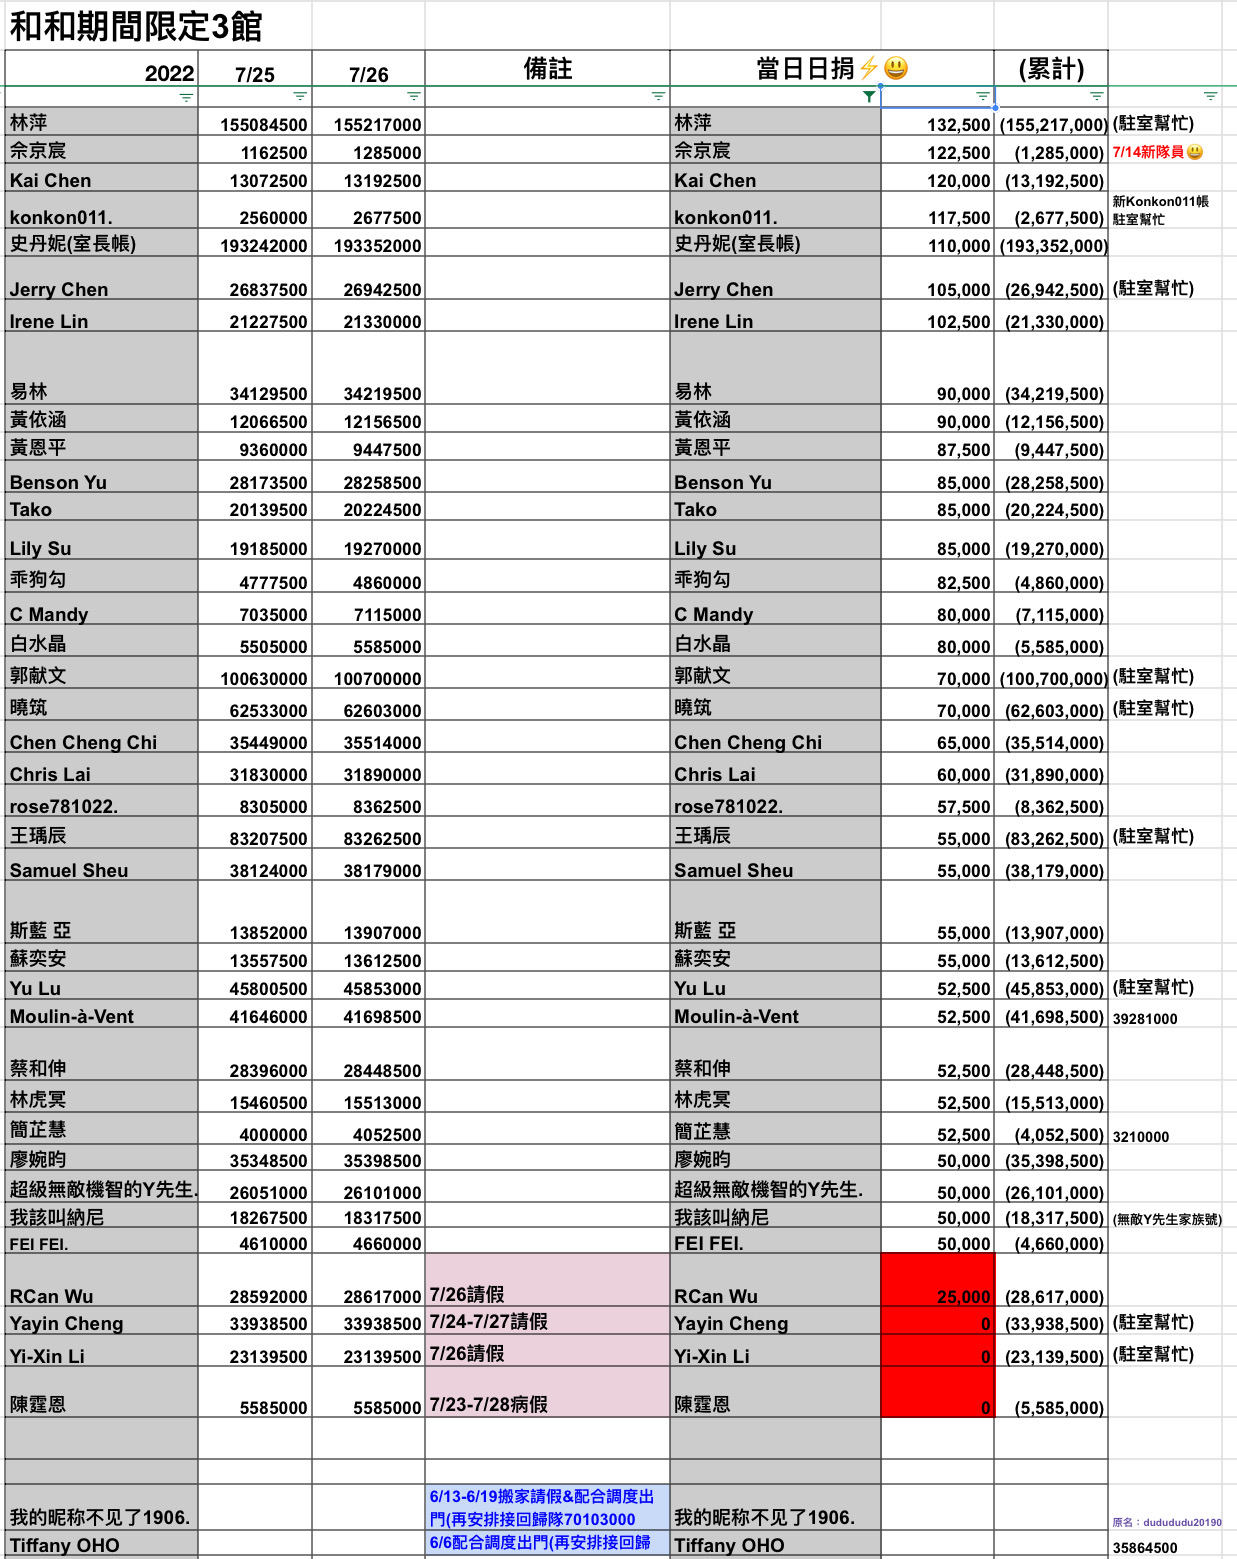 和和期間限定3館
2022 7/25 7/26 備註 當日日捐⚡😃 (累計)
林萍 155084500 155217000 林萍 132,500 (155,217,000) (駐室幫忙)
佘京宸 1162500 1285000 佘京宸 122,500 (1,285,000) 7/14新隊員😃
Kai Chen 13072500 13192500 Kai Chen 120,000 (13,192,500)
新Konkon011帳
konkon011. 2560000 2677500 konkon011. 117,500 (2,677,500) 駐室幫忙
史丹妮(室長帳) 193242000 193352000 史丹妮(室長帳) 110,000 (193,352,000)
Jerry Chen 26837500 26942500 Jerry Chen 105,000 (26,942,500) (駐室幫忙)
Irene Lin 21227500 21330000 Irene Lin 102,500 (21,330,000)
易林 34129500 34219500 易林 90,000 (34,219,500)
黃依涵 12066500 12156500 黃依涵 90,000 (12,156,500)
黃恩平 9360000 9447500 黃恩平 87,500 (9,447,500)
Benson Yu 28173500 28258500 Benson Yu 85,000 (28,258,500)
Tako 20139500 20224500 Tako 85,000 (20,224,500)
Lily Su 19185000 19270000 Lily Su 85,000 (19,270,000)
乖狗勾 4777500 4860000 乖狗勾 82,500 (4,860,000)
C Mandy 7035000 7115000 C Mandy 80,000 (7,115,000)
白水晶 5505000 5585000 白水晶 80,000 (5,585,000)
郭献文 100630000 100700000 郭献文 70,000 (100,700,000) (駐室幫忙)
曉筑 62533000 62603000 曉筑 70,000 (62,603,000) (駐室幫忙)
Chen Cheng Chi 35449000 35514000 Chen Cheng Chi 65,000 (35,514,000)
Chris Lai 31830000 31890000 Chris Lai 60,000 (31,890,000)
rose781022. 8305000 8362500 rose781022. 57,500 (8,362,500)
王瑀辰 83207500 83262500 王瑀辰 55,000 (83,262,500) (駐室幫忙)
Samuel Sheu 38124000 38179000 Samuel Sheu 55,000 (38,179,000)
斯藍 亞 13852000 13907000 斯藍 亞 55,000 (13,907,000)
蘇奕安 13557500 13612500 蘇奕安 55,000 (13,612,500)
Yu Lu 45800500 45853000 Yu Lu 52,500 (45,853,000) (駐室幫忙)
Moulin-à-Vent 41646000 41698500 Moulin-à-Vent 52,500 (41,698,500) 39281000
蔡和伸 28396000 28448500 蔡和伸 52,500 (28,448,500)
林虎冥 15460500 15513000 林虎冥 52,500 (15,513,000)
簡芷慧 4000000 4052500 簡芷慧 52,500 (4,052,500) 3210000
廖婉昀 35348500 35398500 廖婉昀 50,000 (35,398,500)
超級無敵機智的Y先生. 26051000 26101000 超級無敵機智的Y先生. 50,000 (26,101,000)
我該叫納尼 18267500 18317500 我該叫納尼 50,000 (18,317,500) (無敵Y先生家族號)
FEI FEI. 4610000 4660000 FEI FEI. 50,000 (4,660,000)
RCan Wu 28592000 28617000 7/26請假 RCan Wu 25,000 (28,617,000)
Yayin Cheng 33938500 33938500 7/24-7/27請假 Yayin Cheng 0 (33,938,500) (駐室幫忙)
Yi-Xin Li 23139500 23139500 7/26請假 Yi-Xin Li 0 (23,139,500) (駐室幫忙)
陳霆恩 5585000 5585000 7/23-7/28病假 陳霆恩 0 (5,585,000)
6/13-6/19搬家請假&配合調度出
我的昵称不见了1906. 門(再安排接回歸隊70103000 我的昵称不见了1906. 原名：dudududu20190
Tiffany OHO 6/6配合調度出門(再安排接回歸 Tiffany OHO 35864500